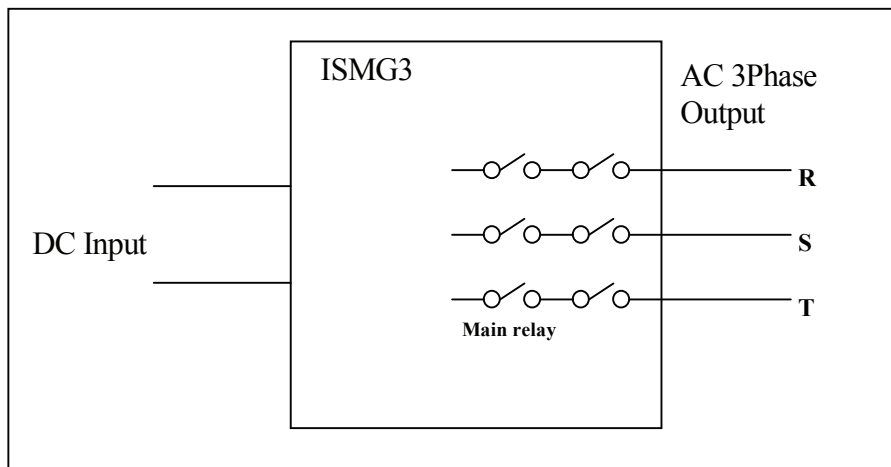 ISMG3
AC 3Phase
Output
R
S
DC Input
T
Main relay